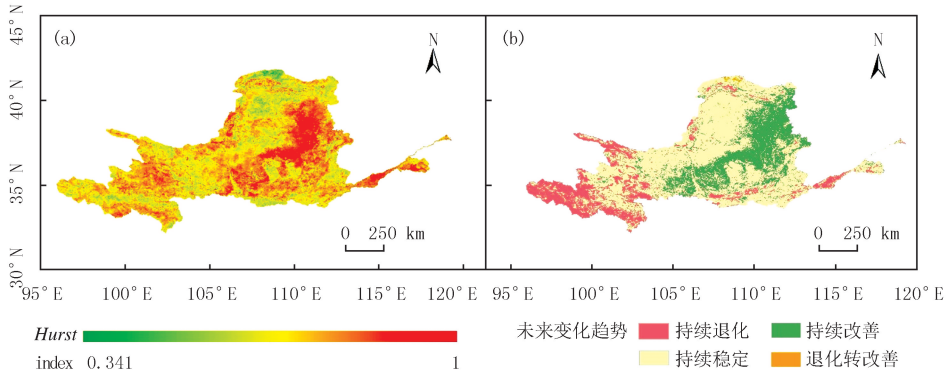 45° N
40° N
35° N
30° N
(a)
N
0 250 km
(b)
N
0 250 km
95° E 100° E 105° E 110° E 115° E 120° E
95° E 100° E 105° E 110° E 115° E 120° E
Hurst
index 0.341 1
未来变化趋势 持续退化 持续改善
持续稳定 退化转改善